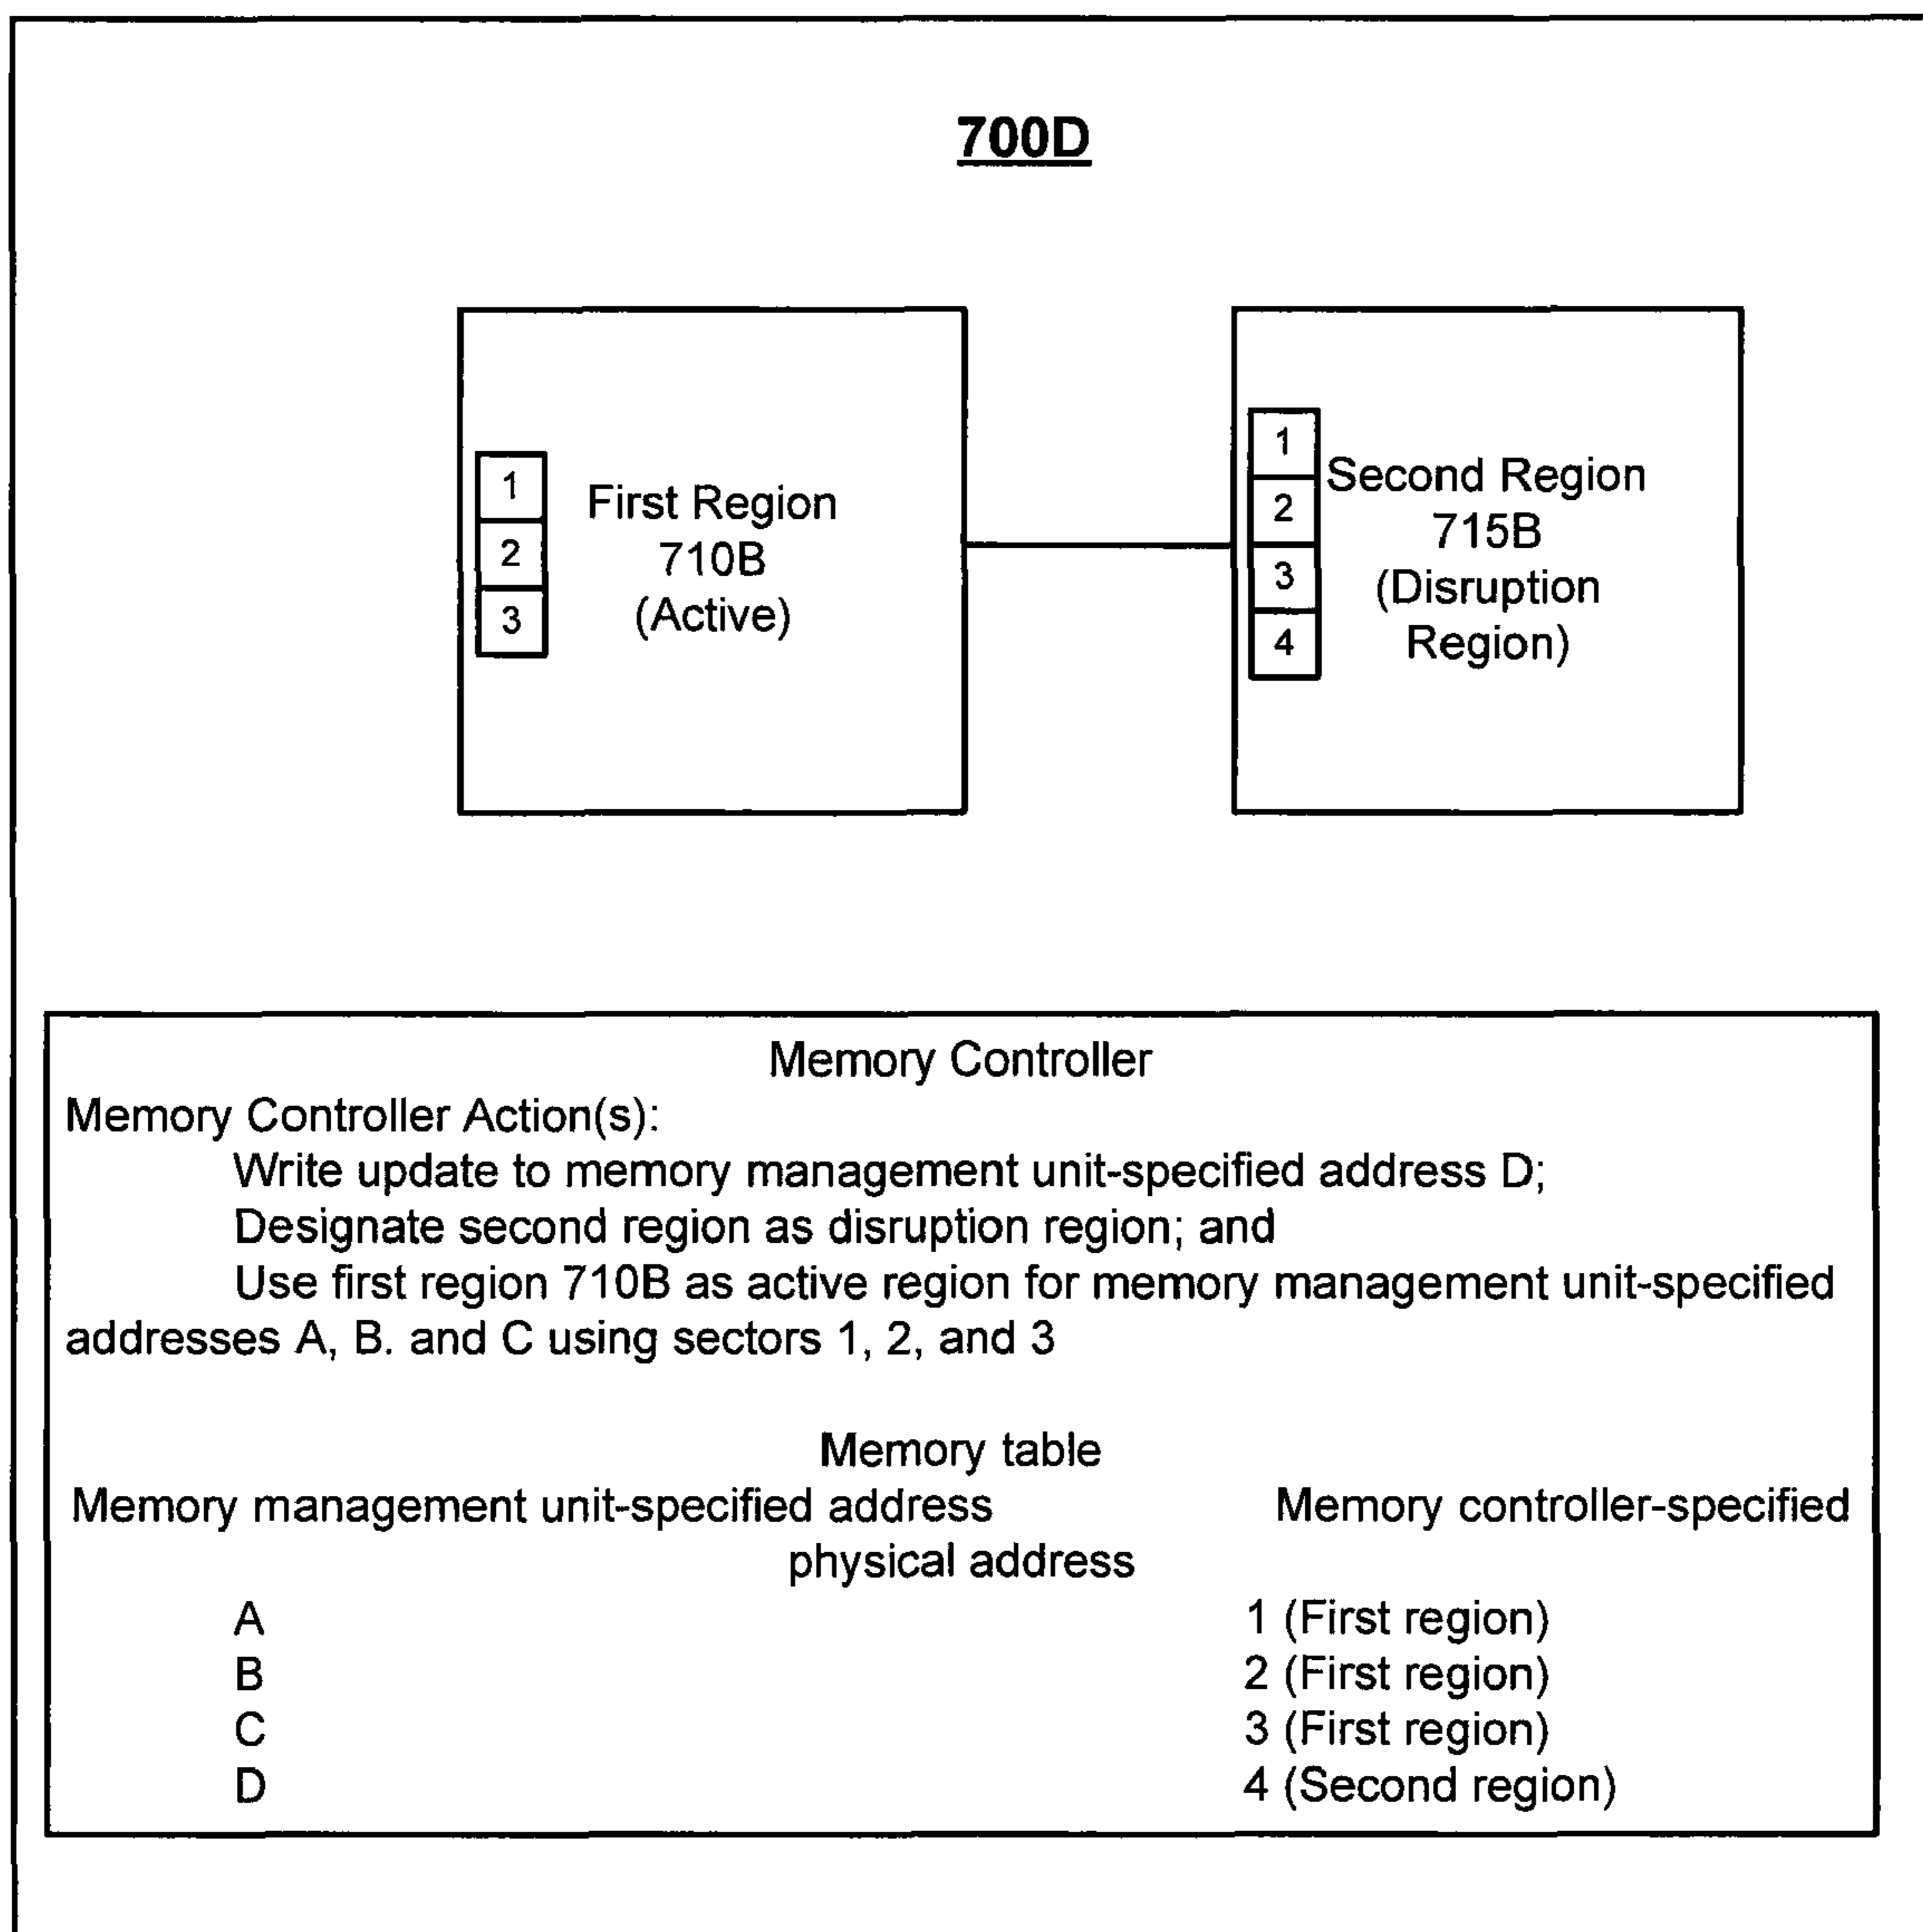 700D
1
2
3
First Region
710B
(Active)
1
2
3
4
Second Region
715B
(Disruption
Region)
Memory Controller
Memory Controller Action(s):
Write update to memory management unit-specified address D;
Designate second region as disruption region; and
Use first region 710B as active region for memory management unit-specified
addresses A, B. and C using sectors 1, 2, and 3
Memory table
Memory management unit-specified address Memory controller-specified
physical address
A 1 (First region)
B 2 (First region)
C 3 (First region)
D 4 (Second region)